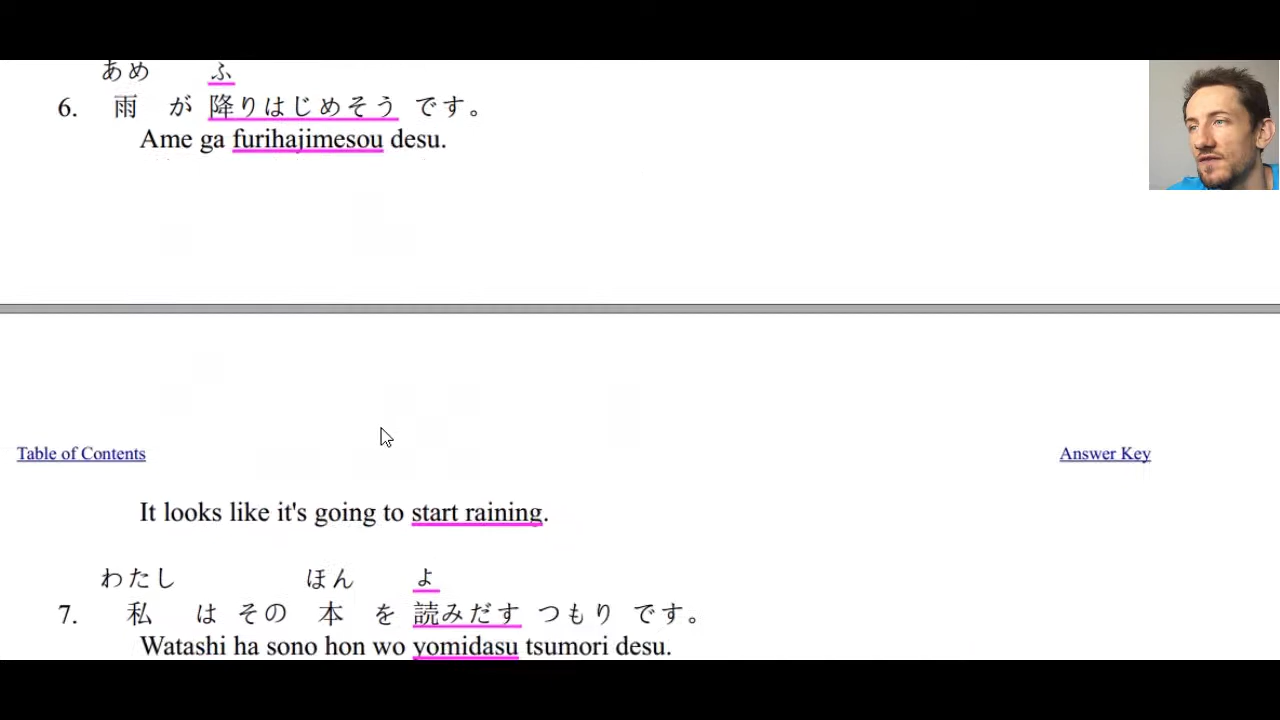 あめ ふ
6. 雨 が 降りはじめそう です。
Ame ga furihajimesou desu.
Table of Contents Answer Key
It looks like it's going to start raining.
わたし ほん よ
7. 私 は その 本 を 読みだす つもり です。
Watashi ha sono hon wo yomidasu tsumori desu.